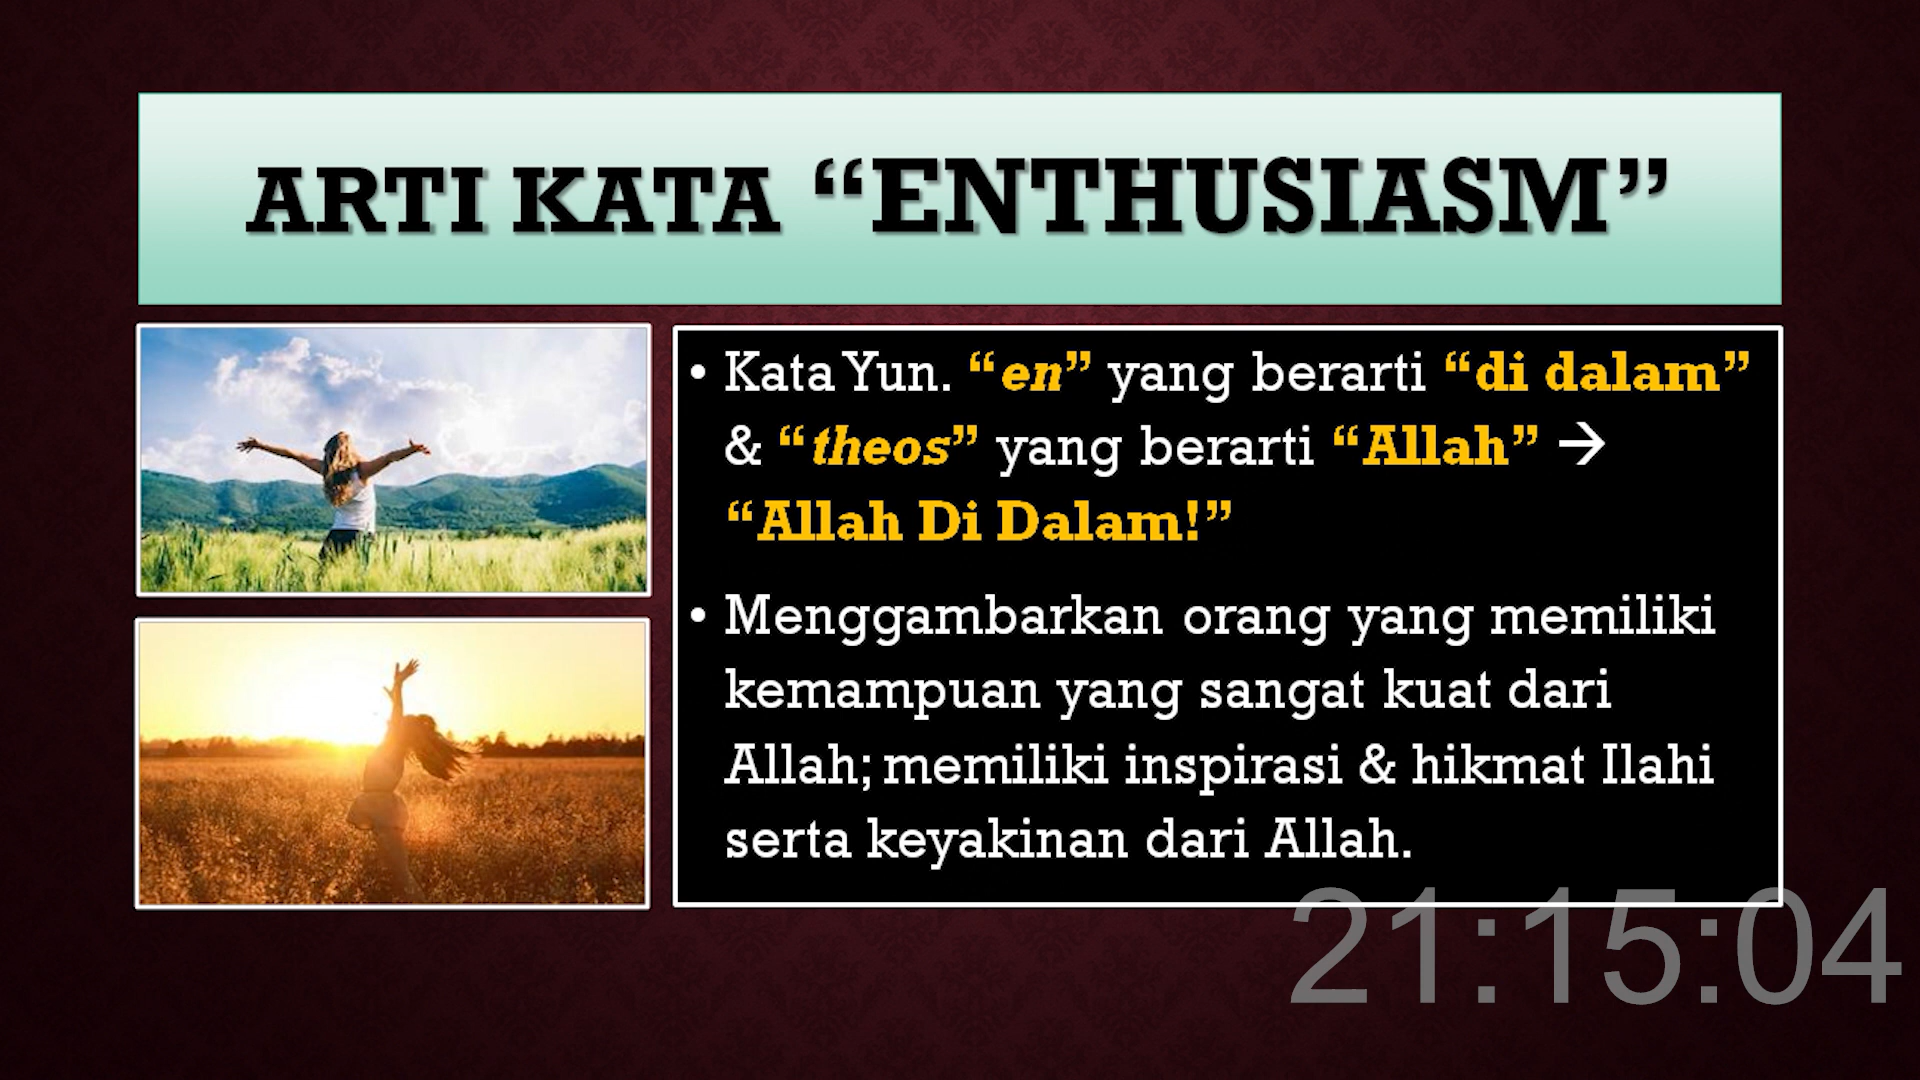 ARTI KATA “ENTHUSIASM”
• Kata Yun. “en” yang berarti “di dalam”
& “theos” yang berarti “Allah” →
“Allah Di Dalam!”
• Menggambarkan orang yang memiliki
kemampuan yang sangat kuat dari
Allah; memiliki inspirasi & hikmat Ilahi
serta keyakinan dari Allah.
21:15:04